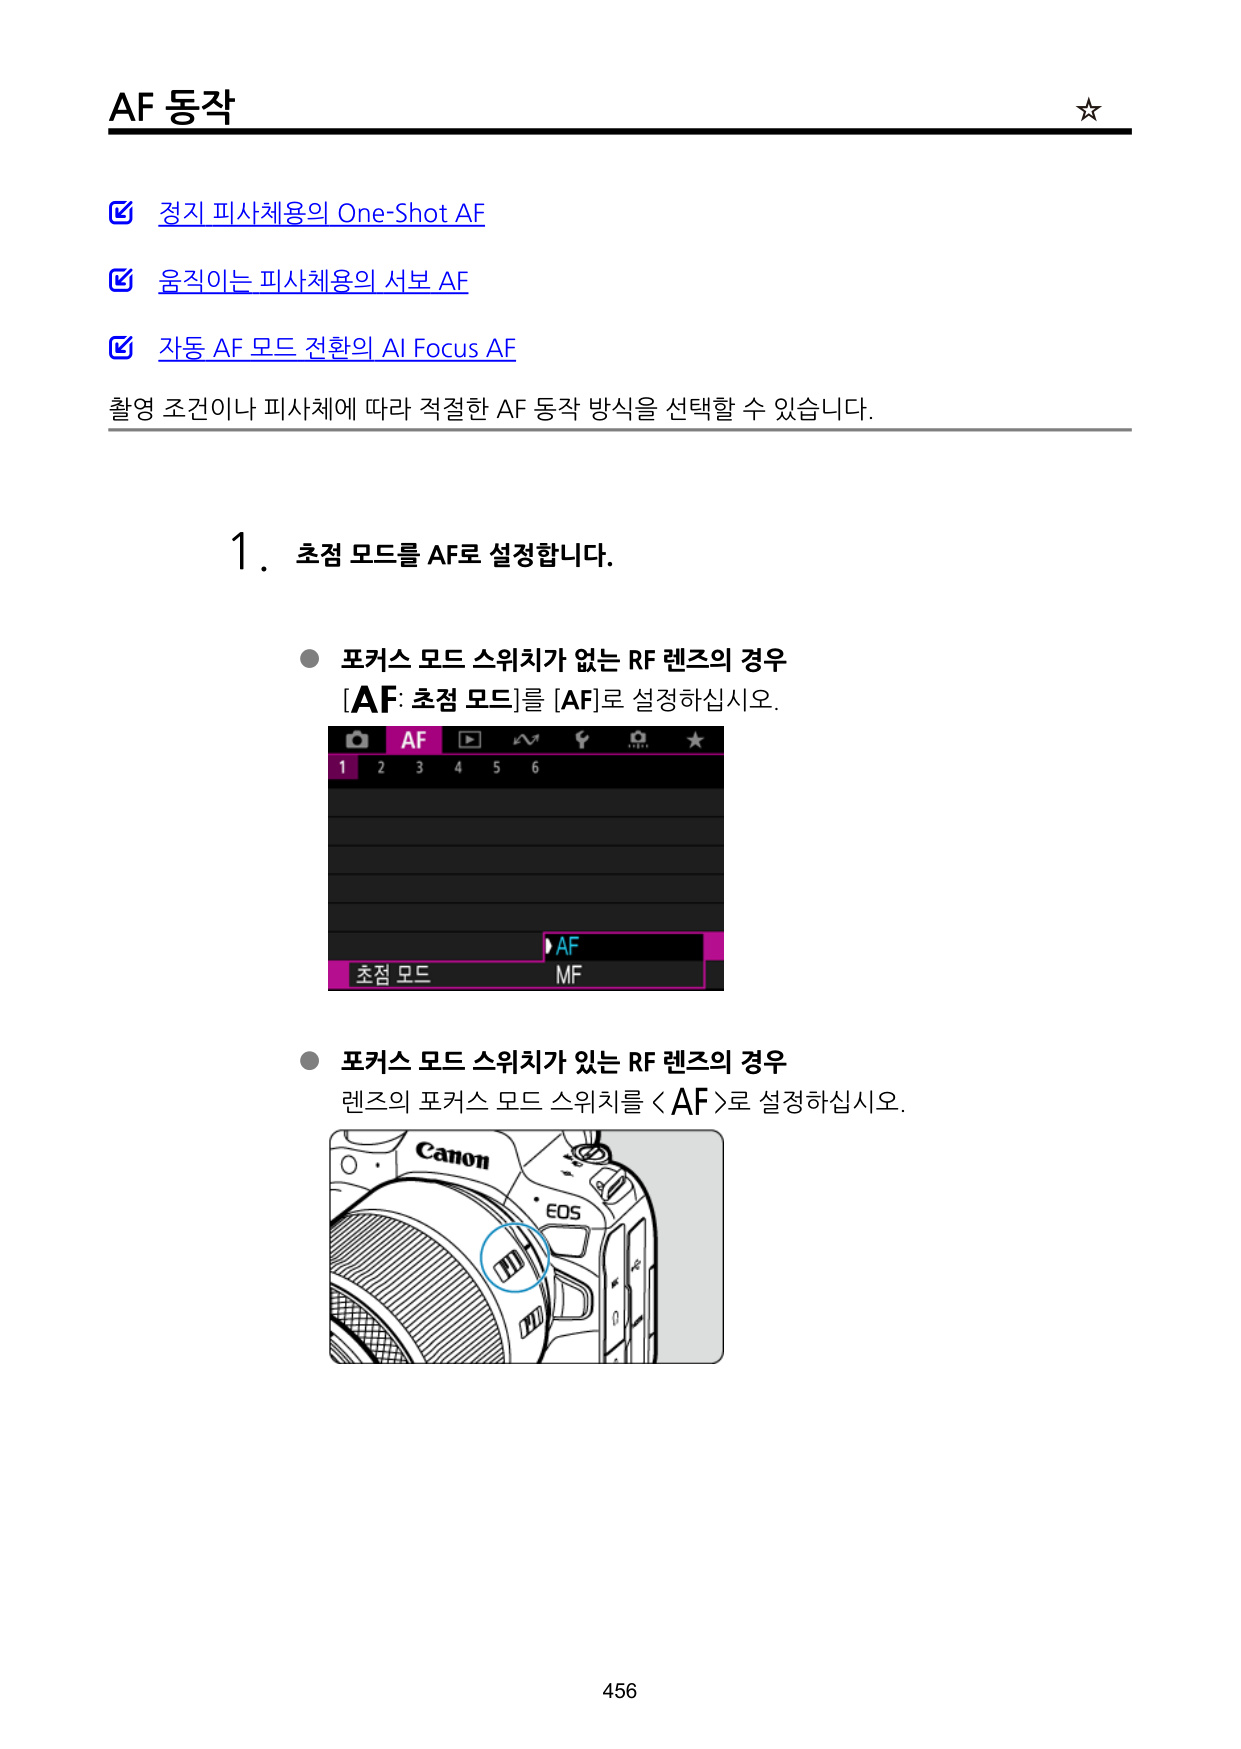 AF 동작 ☆
정지 피사체용의 One-Shot AF
움직이는 피사체용의 서보 AF
자동 AF 모드 전환의 AI Focus AF
촬영 조건이나 피사체에 따라 적절한 AF 동작 방식을 선택할 수 있습니다.
1. 초점 모드를 AF로 설정합니다.
● 포커스 모드 스위치가 없는 RF 렌즈의 경우
[AF: 초점 모드]를 [AF]로 설정하십시오.
AF
1 2 3 4 5 6
AF
초점 모드 MF
● 포커스 모드 스위치가 있는 RF 렌즈의 경우
렌즈의 포커스 모드 스위치를 <AF>로 설정하십시오.
Canon
EOS
456